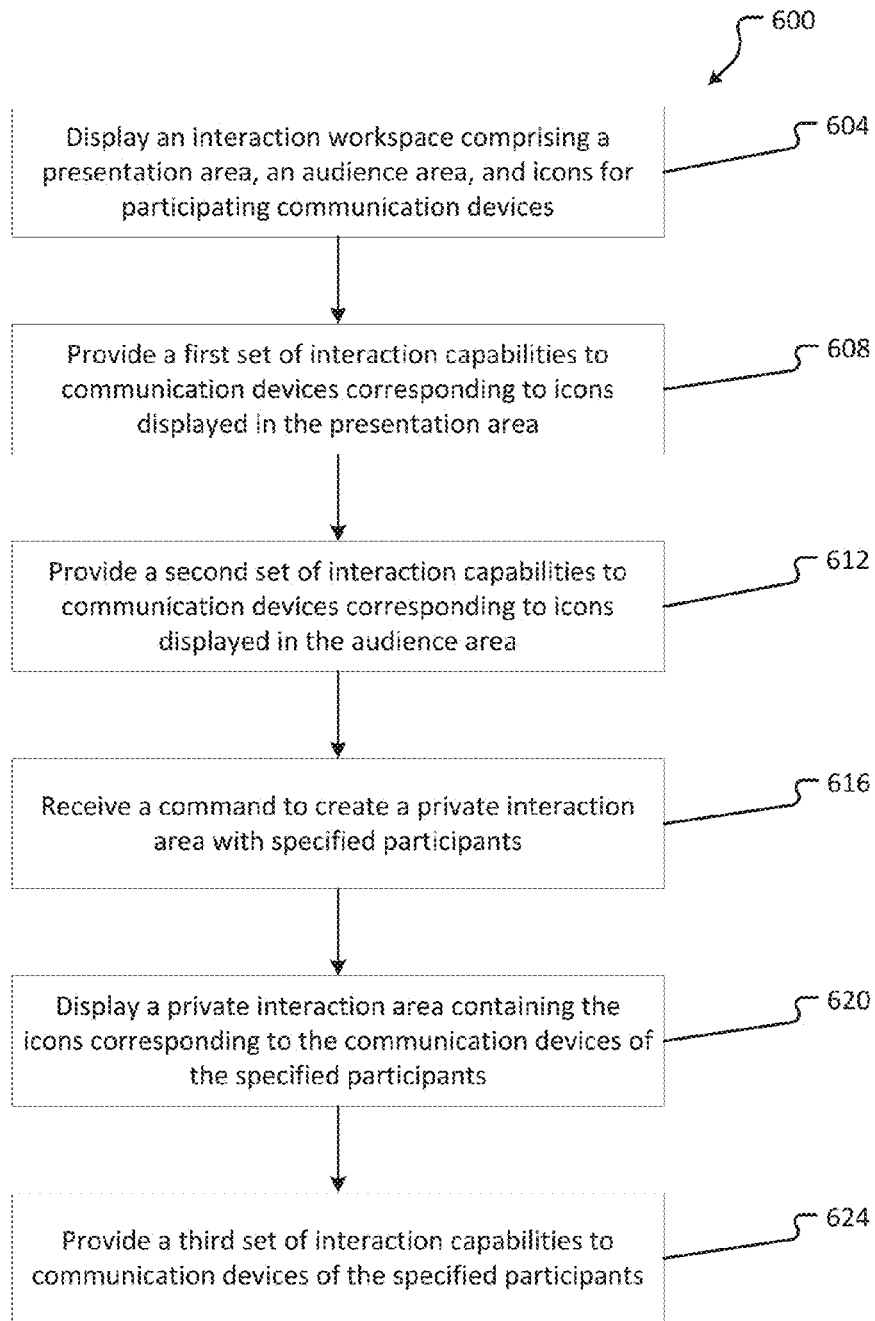 600
604
Display an interaction workspace comprising a
presentation area, an audience area, and icons for
participating communication devices
608
Provide a first set of interaction capabilities to
communication devices corresponding to icons
displayed in the presentation area
612
Provide a second set of interaction capabilities to
communication devices corresponding to icons
displayed in the audience area
616
Receive a command to create a private interaction
area with specified participants
620
Display a private interaction area containing the
icons corresponding to the communication devices of
the specified participants
624
Provide a third set of interaction capabilities to
communication devices of the specified participants